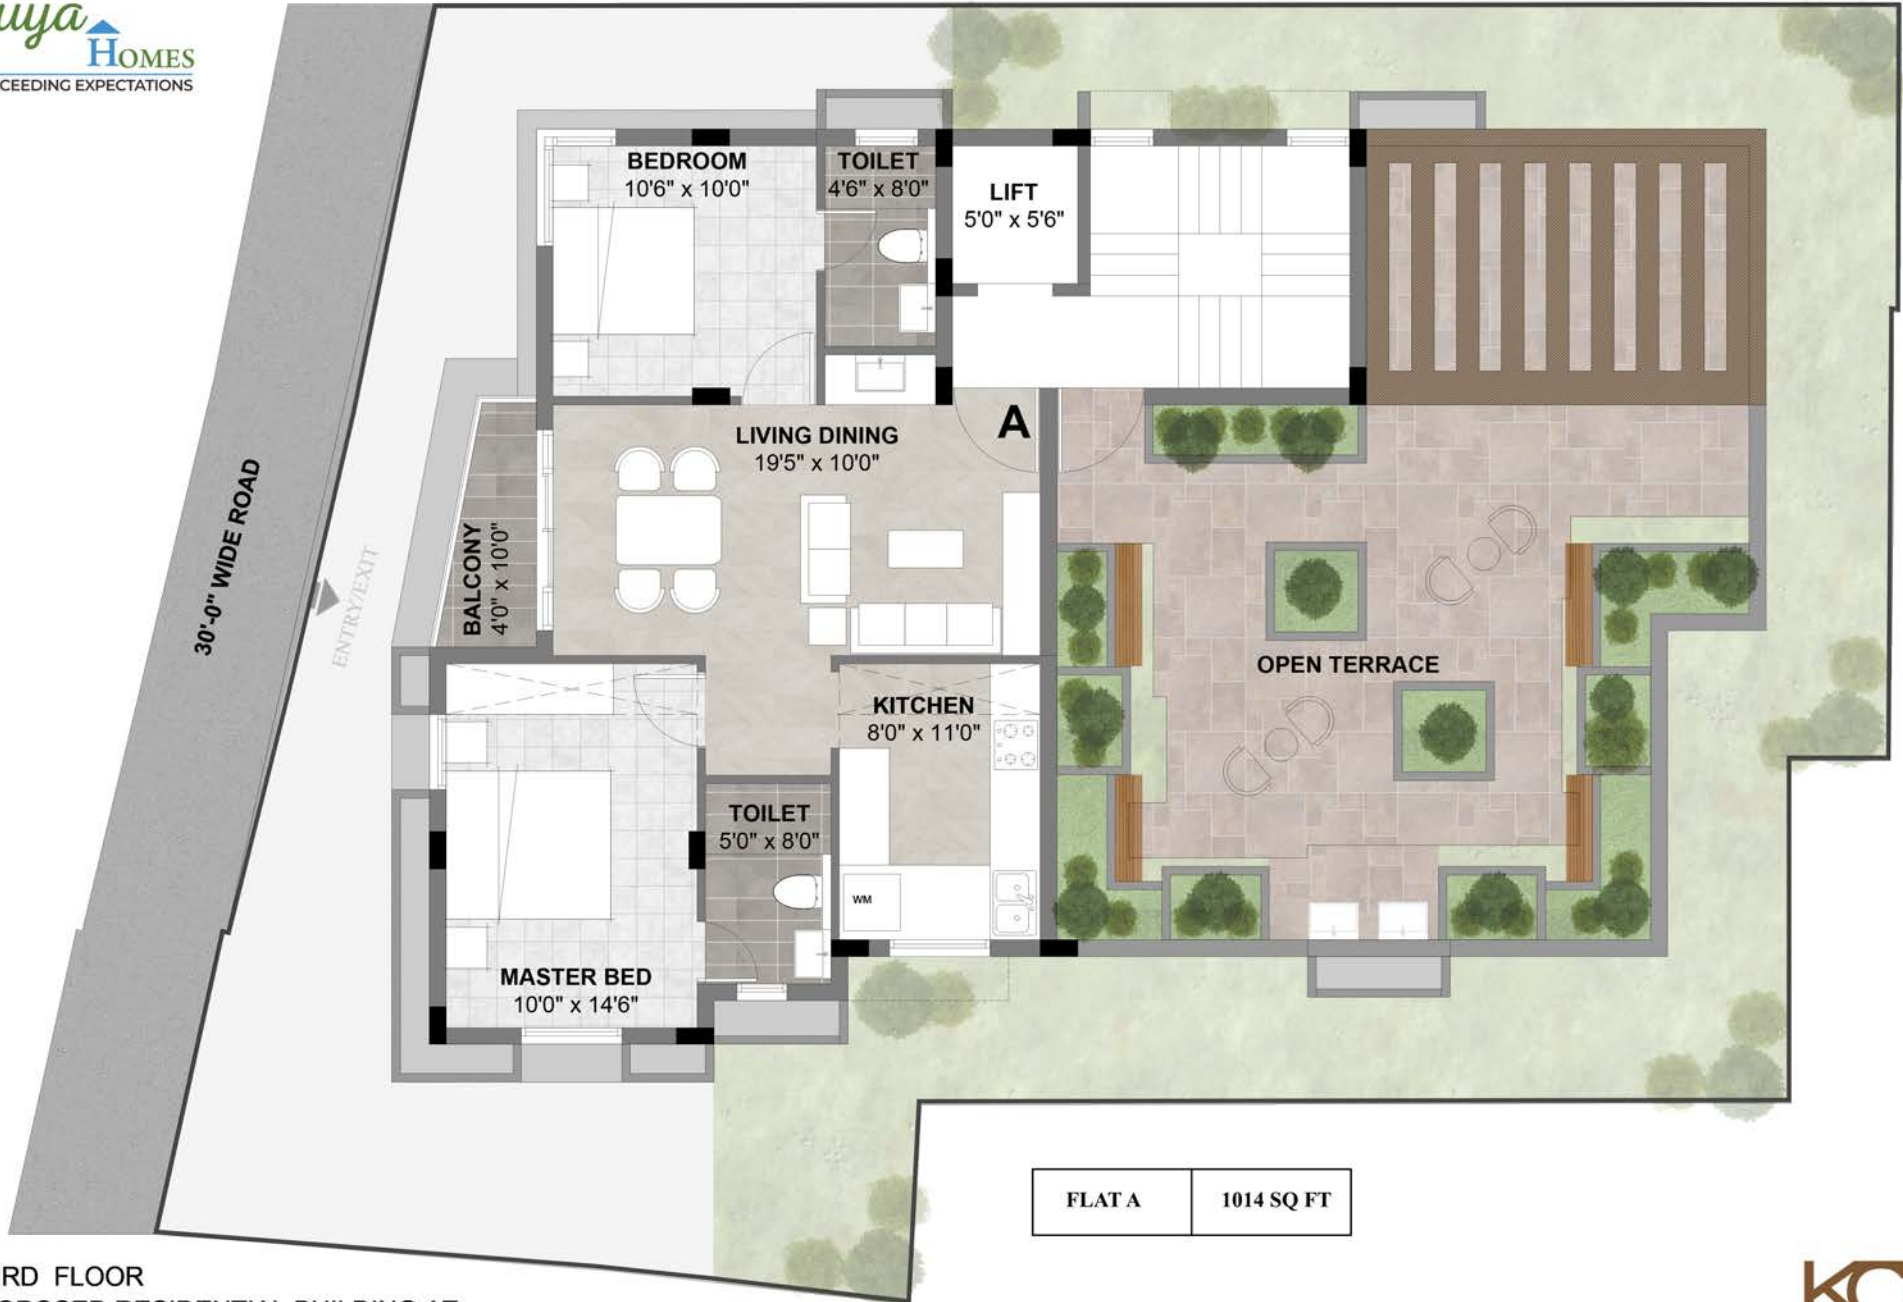 HOMES
CEEDING EXPECTATIONS
BEDROOM
10'6" x 10'0"
TOILET
4'6" x 8'0"
LIFT
5'0" x 5'6"
A
LIVING DINING
19'5" x 10'0"
30'-0" WIDE ROAD
ENTRY/EXIT
BALCONY
4'0" x 10'0"
OPEN TERRACE
KITCHEN
8'0" x 11'0"
TOILET
5'0" x 8'0"
WM
MASTER BED
10'0" x 14'6"
FLAT A
1014 SQ FT
RD FLOOR
RESIDENTIAL BUILDING AT